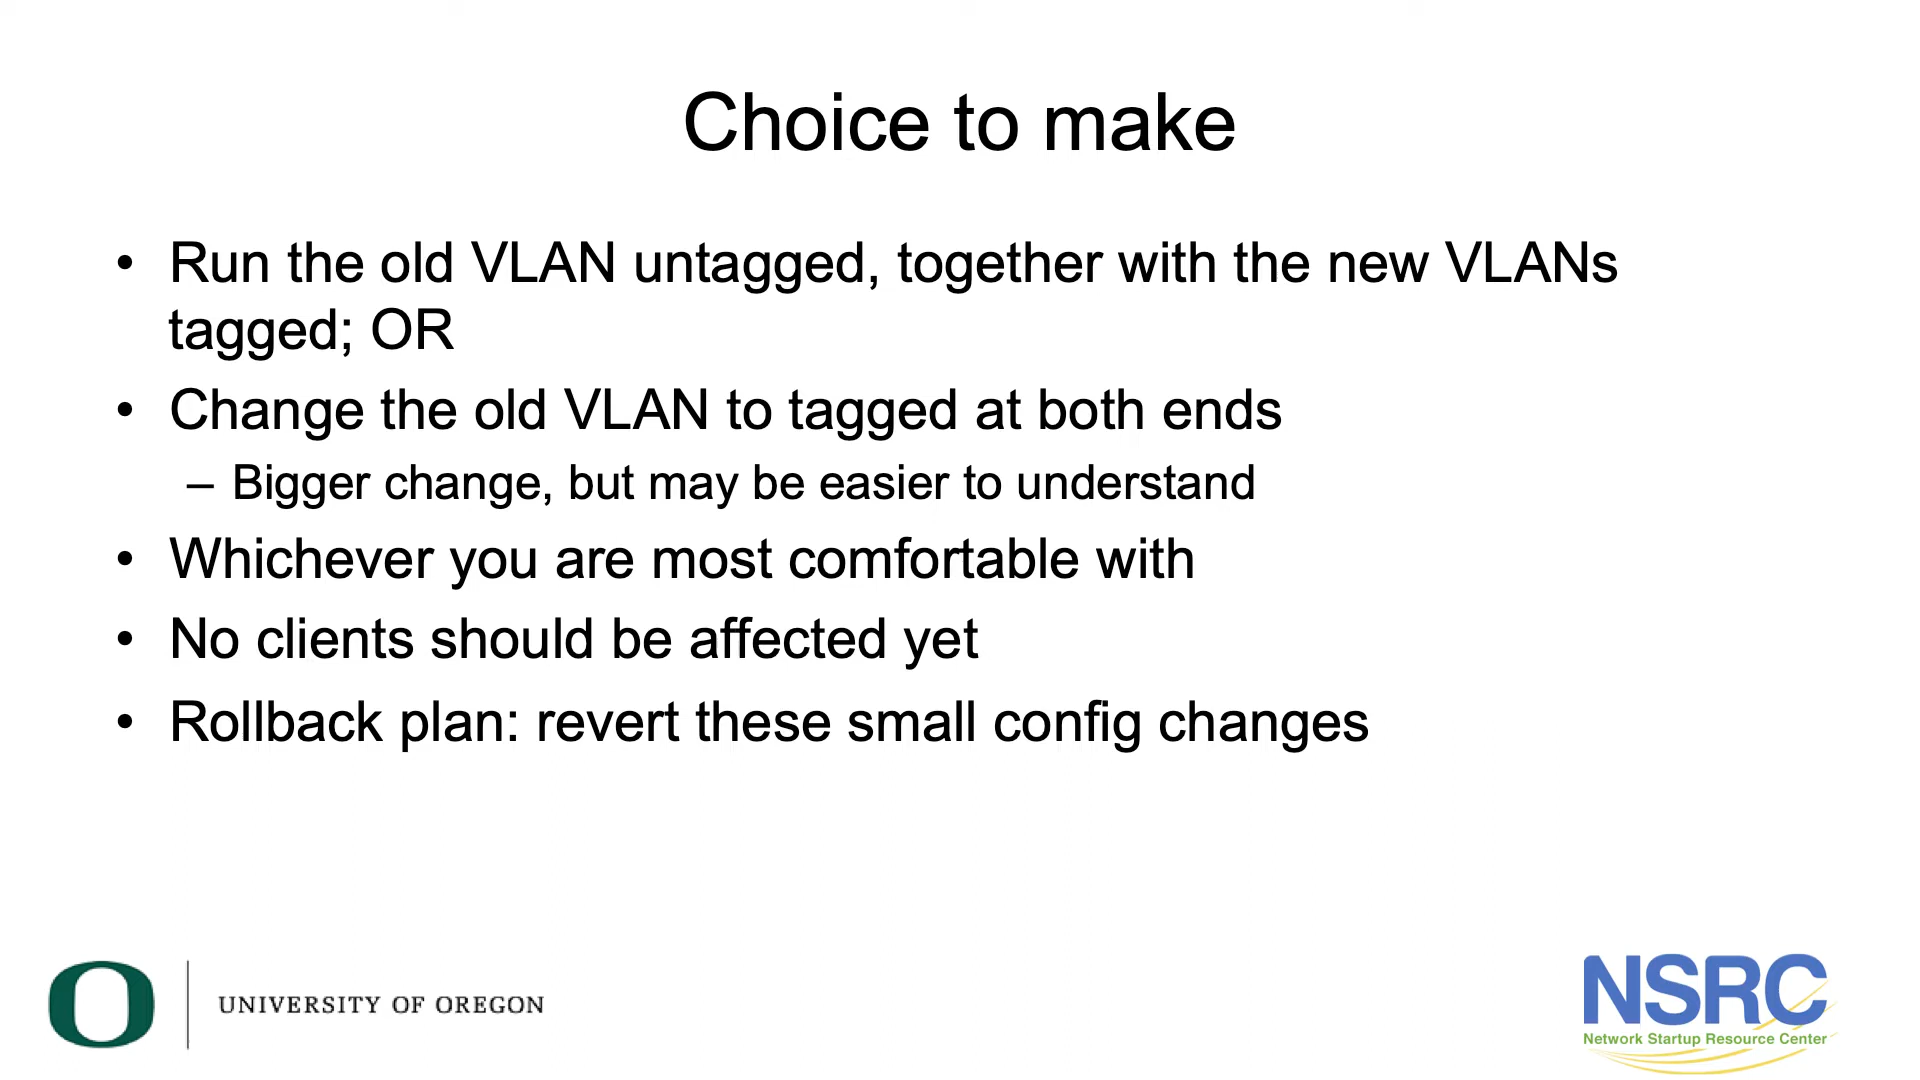 Choice to make
• Run the old VLAN untagged, together with the new VLANs
tagged; OR
• Change the old VLAN to tagged at both ends
– Bigger change, but may be easier to understand
• Whichever you are most comfortable with
• No clients should be affected yet
• Rollback plan: revert these small config changes
O
UNIVERSITY OF OREGON
NSRC
Network Startup Resource Center